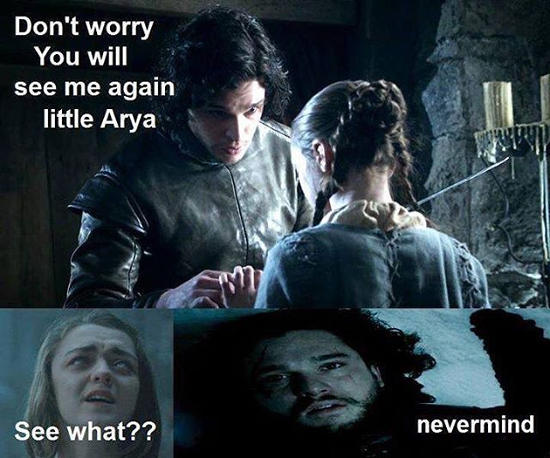 Don't worry
You will
see me again
little Arya
See what??
nevermind